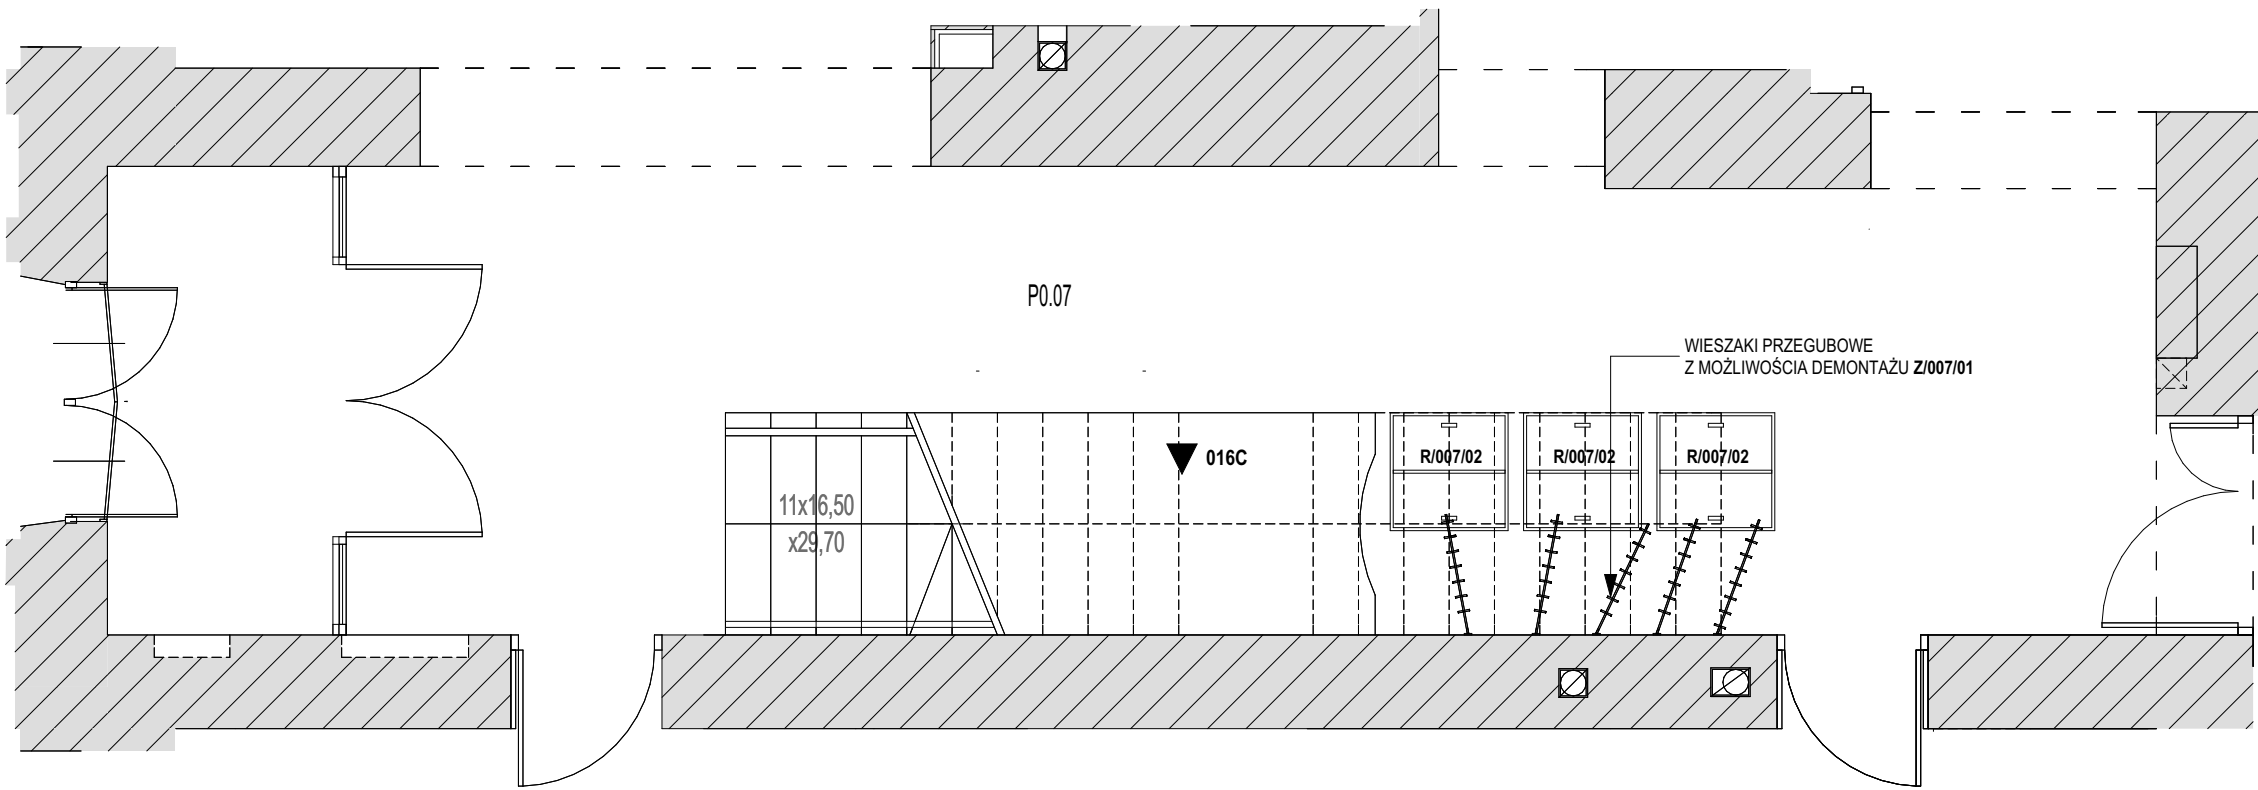 P0.07
WIESZAKI PRZEGUBOWE
Z MOŻLIWOŚCIA DEMONTAŻU Z/007/01
016C
R/007/02
R/007/02
R/007/02
11x16,50
x29,70